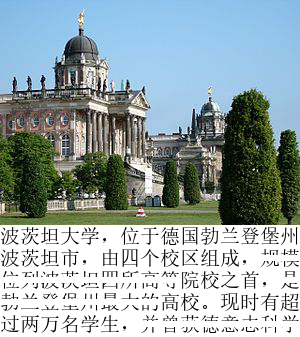 波茨坦大学，位于德国勃兰登堡州
波茨坦市，由四个校区组成，规模
位列波茨坦四所高等院校之首，是
勃兰登堡州最大的高校。现时有超
过两万名学生，并曾获德意志科学